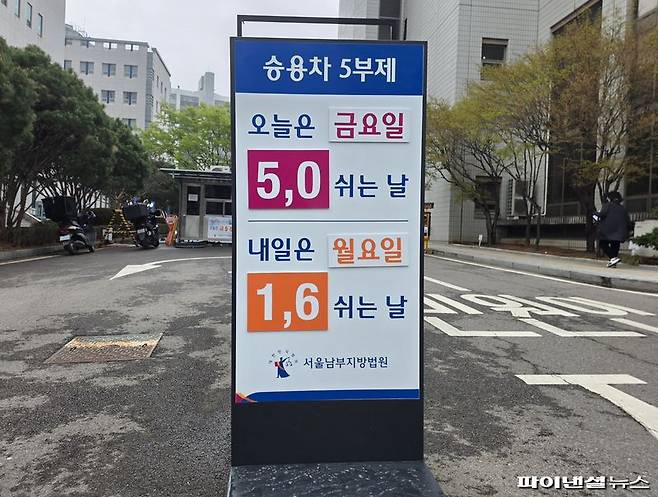 승용차 5부제
오늘은 금요일
5,0 쉬는 날
내일은 월요일
1,6 쉬는 날
서울남부지방법원
파이낸셜뉴스